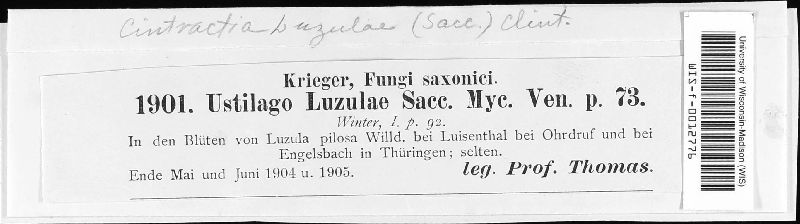 Cintractia Luzulae (Sacc.) Clint.
Krieger, Fungi saxonici.
1901. Ustilago Luzulae Sacc. Myc. Ven. p. 73.
Winter, l. p. 92.
In den Blüten von Luzula pilosa Willd. bei Luisenthal bei Ohrdruf und bei
Engelsbach in Thüringen; selten.
Ende Mai und Juni 1904 u. 1905. leg. Prof. Thomas.
University of Wisconsin-Madison (WIS)
WIS-f-0012776